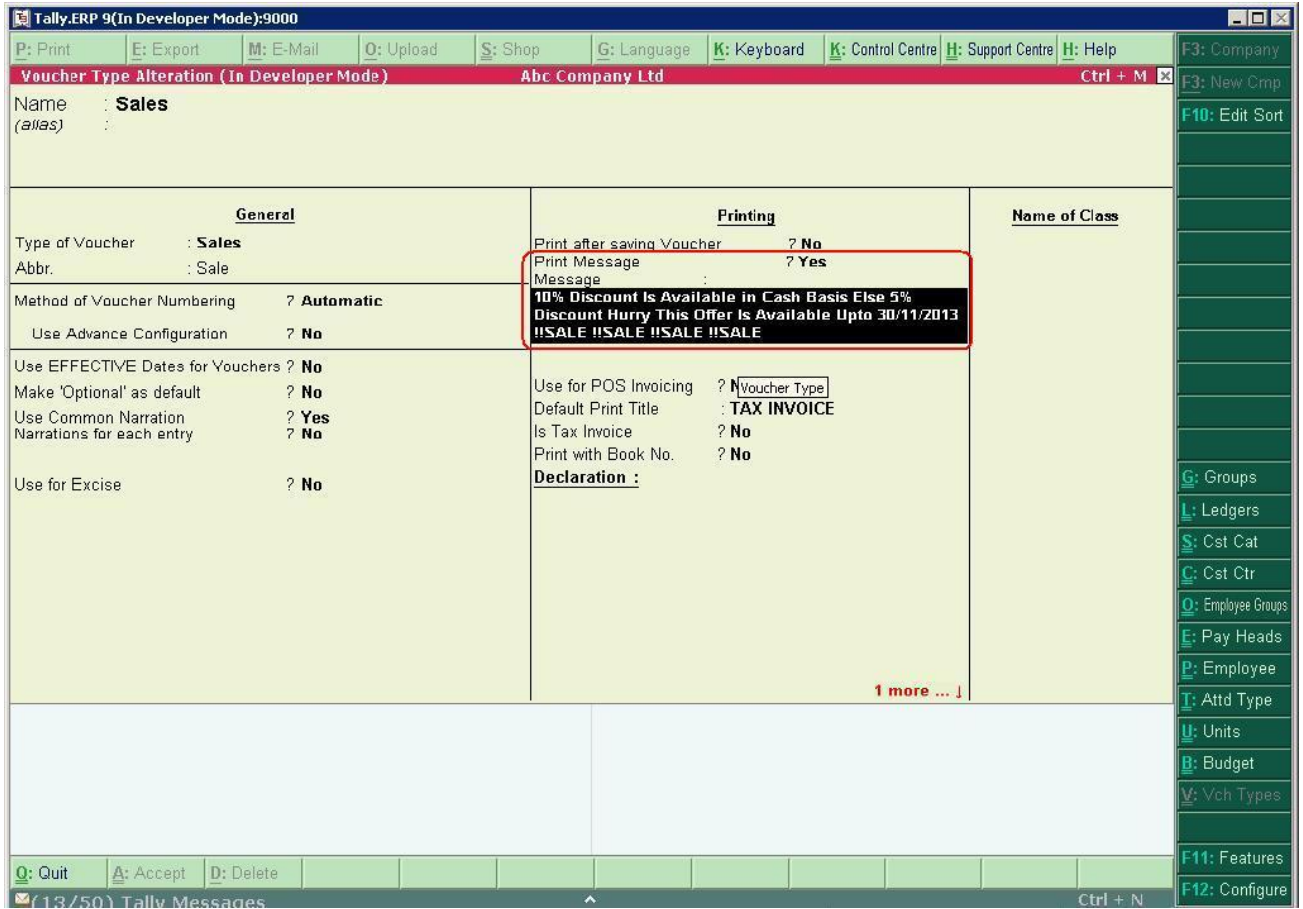 Tally.ERP 9(In Developer Mode):9000
P: Print E: Export M: E-Mail O: Upload S: Shop G: Language K: Keyboard K: Control Centre H: Support Centre H: Help
Voucher Type Alteration (In Developer Mode) Abc Company Ltd Ctrl + M
Name : Sales
(alias) :
General
Type of Voucher : Sales
Abbr. : Sale
Method of Voucher Numbering ? Automatic
Use Advance Configuration ? No
Use EFFECTIVE Dates for Vouchers ? No
Make 'Optional' as default ? No
Use Common Narration ? Yes
Narrations for each entry ? No
Use for Excise ? No
Printing
Print after saving Voucher ? No
Print Message ? Yes
Message :
10% Discount Is Available in Cash Basis Else 5%
Discount Hurry This Offer Is Available Upto 30/11/2013
!!SALE !!SALE !!SALE !!SALE
Use for POS Invoicing ? Voucher Type
Default Print Title : TAX INVOICE
Is Tax Invoice ? No
Print with Book No. ? No
Declaration :
1 more ... ↓
Name of Class
F3: Company
F3: New Cmp
F10: Edit Sort
G: Groups
L: Ledgers
S: Cst Cat
C: Cst Ctr
O: Employee Groups
E: Pay Heads
P: Employee
T: Attd Type
U: Units
B: Budget
V: Vch Types
F11: Features
F12: Configure
Q: Quit A: Accept D: Delete
(13/50) Tally Messages Ctrl + N